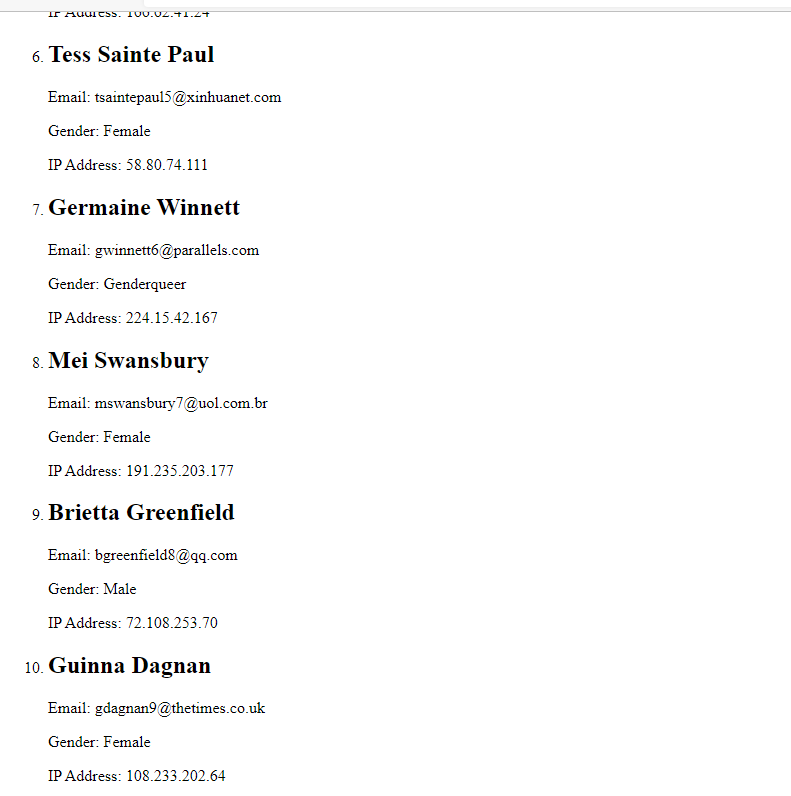 6. Tess Sainte Paul
Email: tsaintepaul5@xinhuanet.com
Gender: Female
IP Address: 58.80.74.111
7. Germaine Winnett
Email: gwinnett6@parallels.com
Gender: Genderqueer
IP Address: 224.15.42.167
8. Mei Swansbury
Email: mswansbury7@uol.com.br
Gender: Female
IP Address: 191.235.203.177
9. Brietta Greenfield
Email: bgreenfield8@qq.com
Gender: Male
IP Address: 72.108.253.70
10. Guinna Dagnan
Email: gdagnan9@thetimes.co.uk
Gender: Female
IP Address: 108.233.202.64